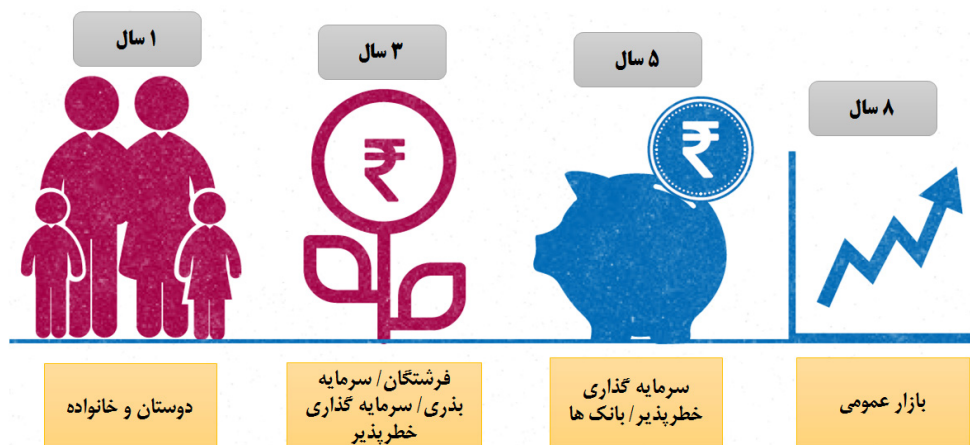 ۱ سال
۳ سال
۵ سال
۸ سال
₹
₹
دوستان و خانواده
فرشتگان/ سرمایه
بذری/ سرمایه گذاری
خطرپذیر
سرمایه گذاری
خطرپذیر/ بانک ها
بازار عمومی